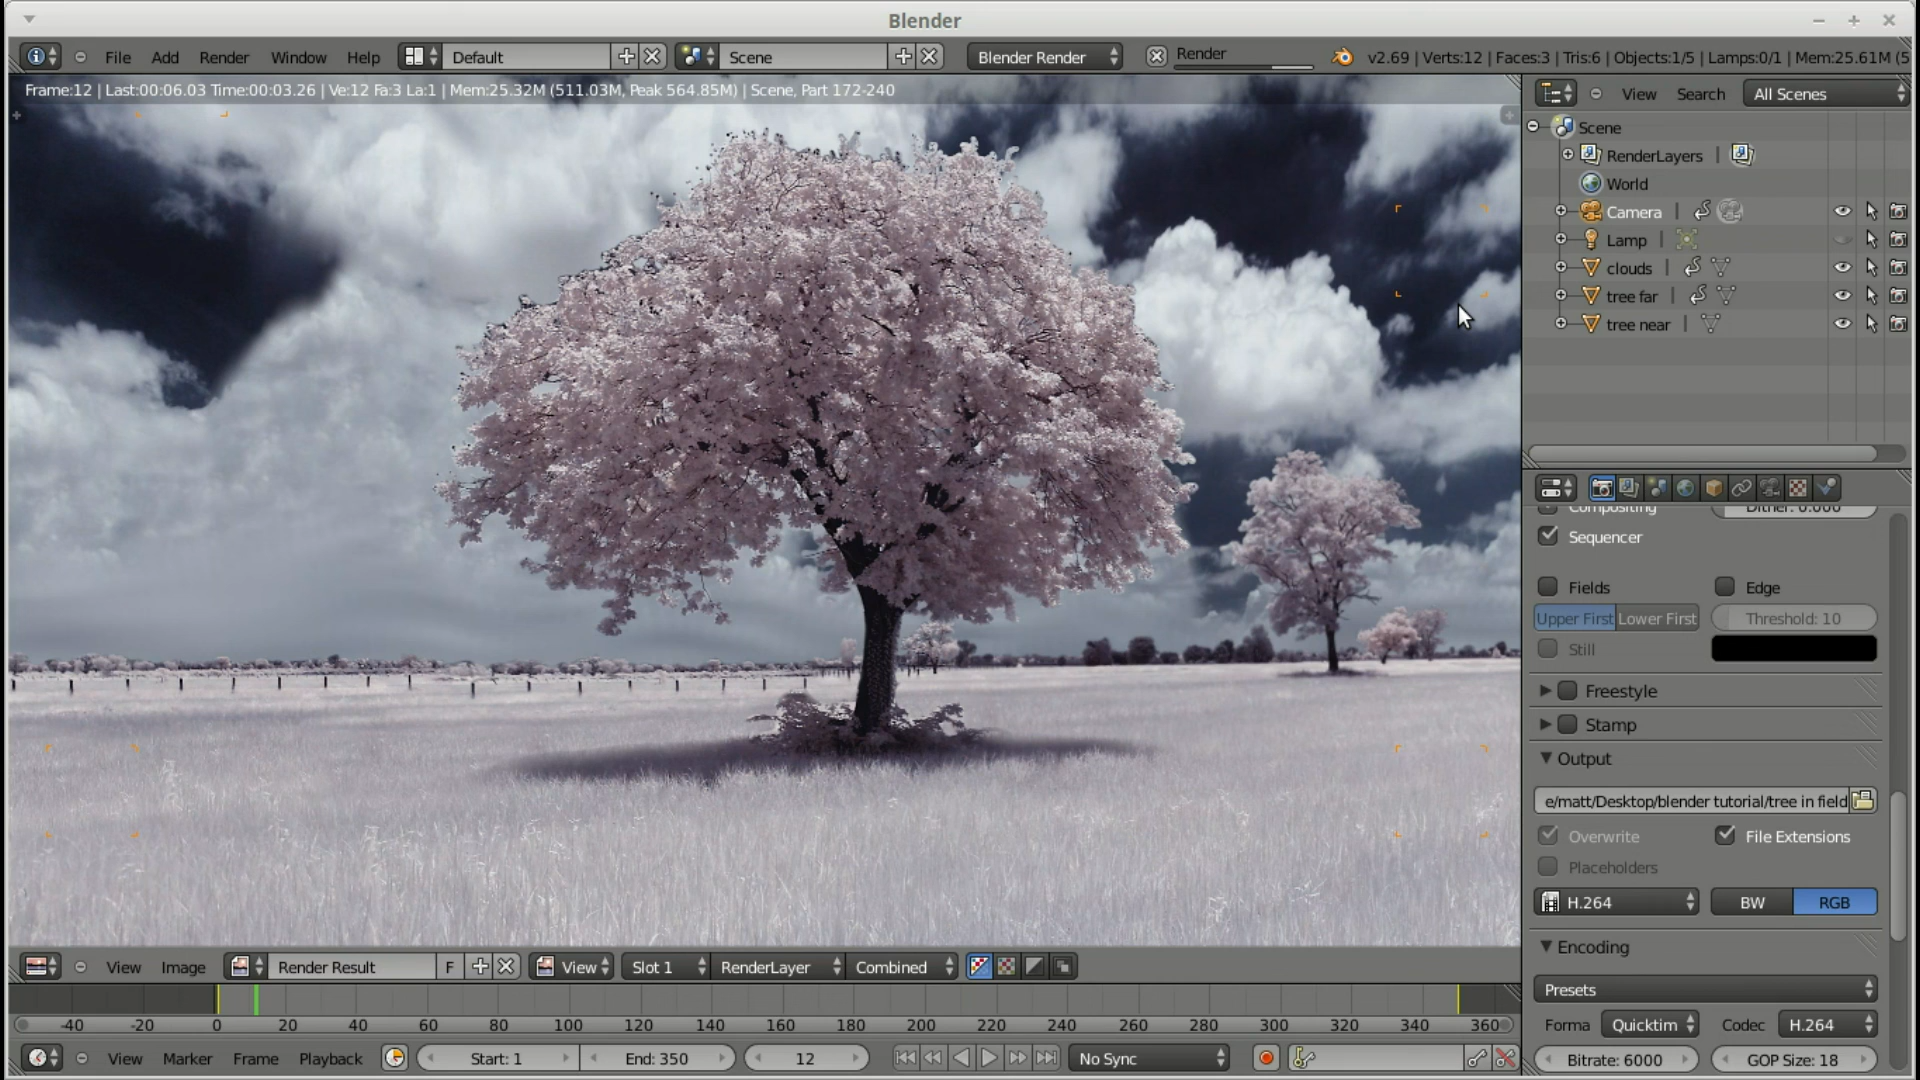 Blender
File Add Render Window Help Default Scene Blender Render Render v2.69 | Verts:12 | Faces:3 | Tris:6 | Objects:1/5 | Lamps:0/1 | Mem:25.61M (5
Frame:12 | Last:00:06.03 Time:00:03.26 | Ve:12 Fa:3 La:1 | Mem:25.32M (511.03M, Peak 564.85M) | Scene, Part 172-240
View Search All Scenes
Scene
RenderLayers |
World
Camera |
Lamp |
clouds |
tree far |
tree near |
Compositing Dither: 0.000
Sequencer
Fields Edge
Upper First Lower First Threshold: 10
Still
Freestyle
Stamp
Output
e/matt/Desktop/blender tutorial/tree in field
Overwrite File Extensions
Placeholders
H.264 BW RGB
Encoding
Presets
Forma Quicktim Codec H.264
Bitrate: 6000 GOP Size: 18
View Image Render Result F View Slot 1 RenderLayer Combined
-40 -20 0 20 40 60 80 100 120 140 160 180 200 220 240 260 280 300 320 340 360
View Marker Frame Playback Start: 1 End: 350 12 No Sync